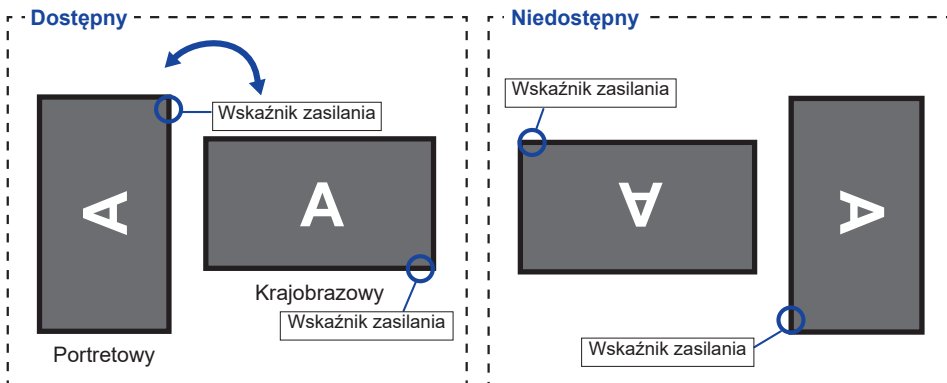 Dostępny
Wskaźnik zasilania
A
A
Krajobrazowy
Wskaźnik zasilania
Portretowy
Niedostępny
Wskaźnik zasilania
A
A
Wskaźnik zasilania